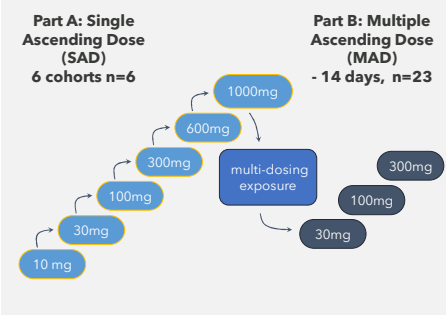 Part A: Single
Ascending Dose
(SAD)
6 cohorts n=6
Part B: Multiple
Ascending Dose
(MAD)
- 14 days, n=23
1000mg
600mg
300mg
100mg
30mg
10 mg
multi-dosing
exposure
300mg
100mg
30mg